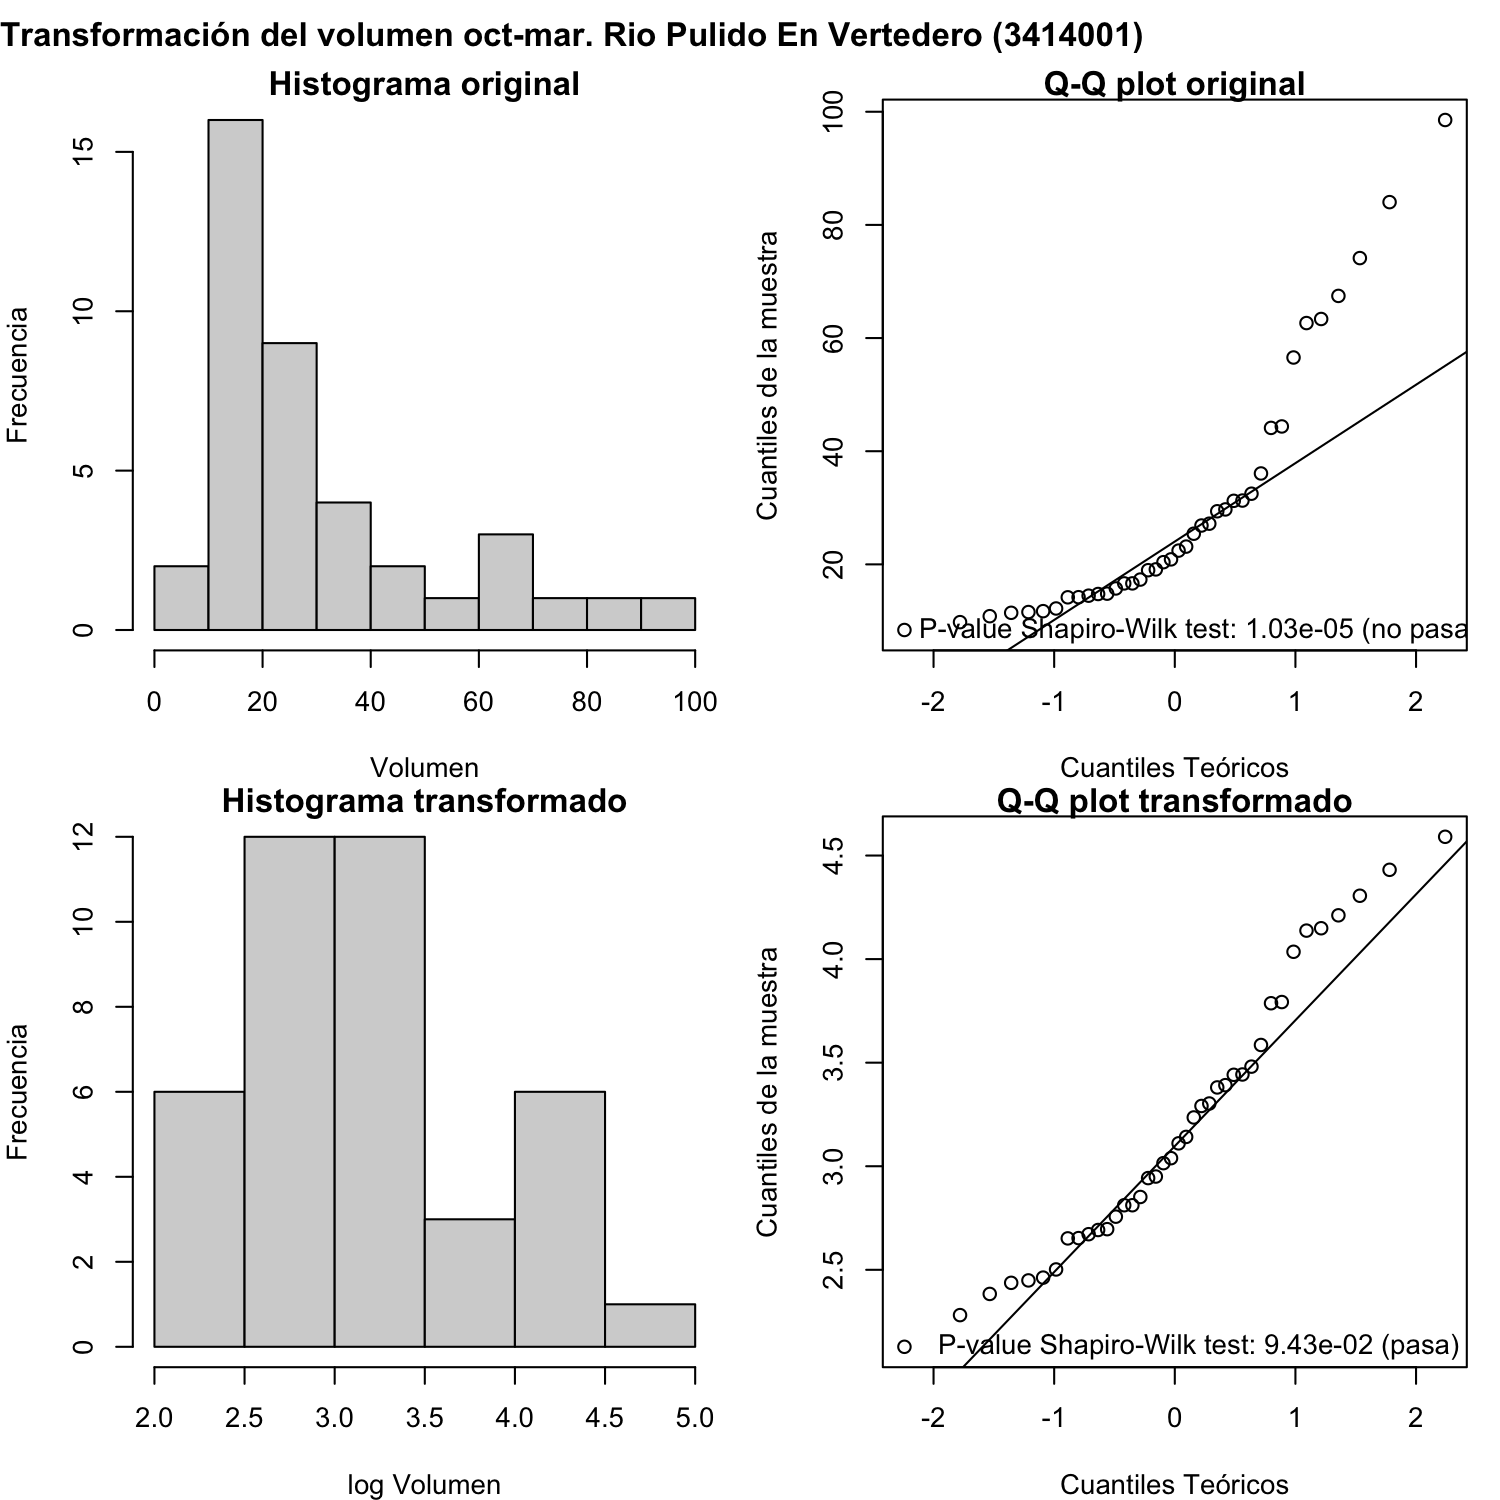 Transformación del volumen oct-mar. Rio Pulido En Vertedero (3414001)
Histograma original
Frecuencia
15
10
5
0
0 20 40 60 80 100
Volumen
Q-Q plot original
Cuantiles de la muestra
100
80
60
40
20
P-value Shapiro-Wilk test: 1.03e-05 (no pasa
-2 -1 0 1 2
Cuantiles Teóricos
Histograma transformado
Frecuencia
12
10
8
6
4
2
0
2.0 2.5 3.0 3.5 4.0 4.5 5.0
log Volumen
Q-Q plot transformado
Cuantiles de la muestra
4.5
4.0
3.5
3.0
2.5
P-value Shapiro-Wilk test: 9.43e-02 (pasa)
-2 -1 0 1 2
Cuantiles Teóricos